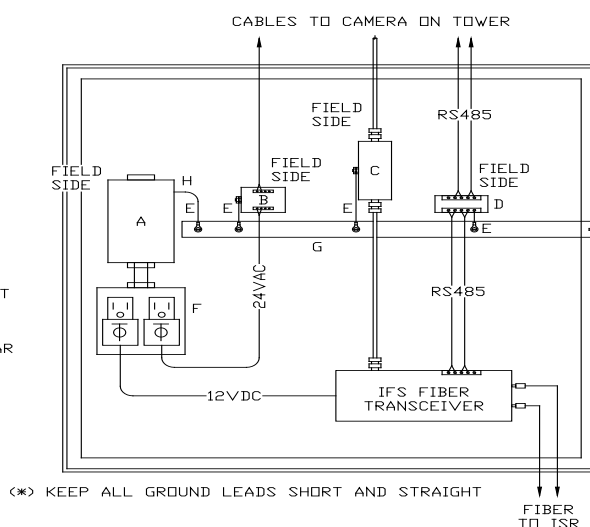 CABLES TO CAMERA ON TOWER
FIELD
SIDE
RS485
FIELD
SIDE
H
FIELD
SIDE
C
FIELD
SIDE
E
E
B
E
D
A
E
G
24VAC
RS485
T
F
AR
12VDC
IFS FIBER
TRANSCEIVER
(*) KEEP ALL GROUND LEADS SHORT AND STRAIGHT
FIBER
TO ISR